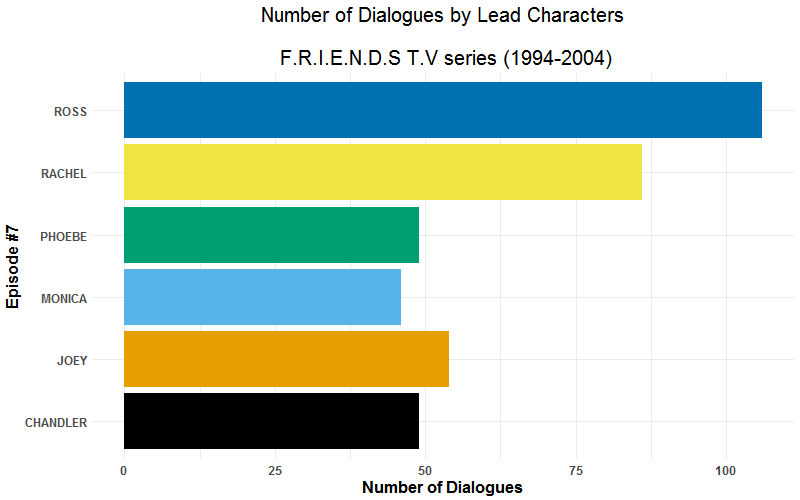 Number of Dialogues by Lead Characters
F.R.I.E.N.D.S T.V series (1994-2004)
ROSS
RACHEL
PHOEBE
MONICA
JOEY
CHANDLER
Episode #7
0 25 50 75 100
Number of Dialogues